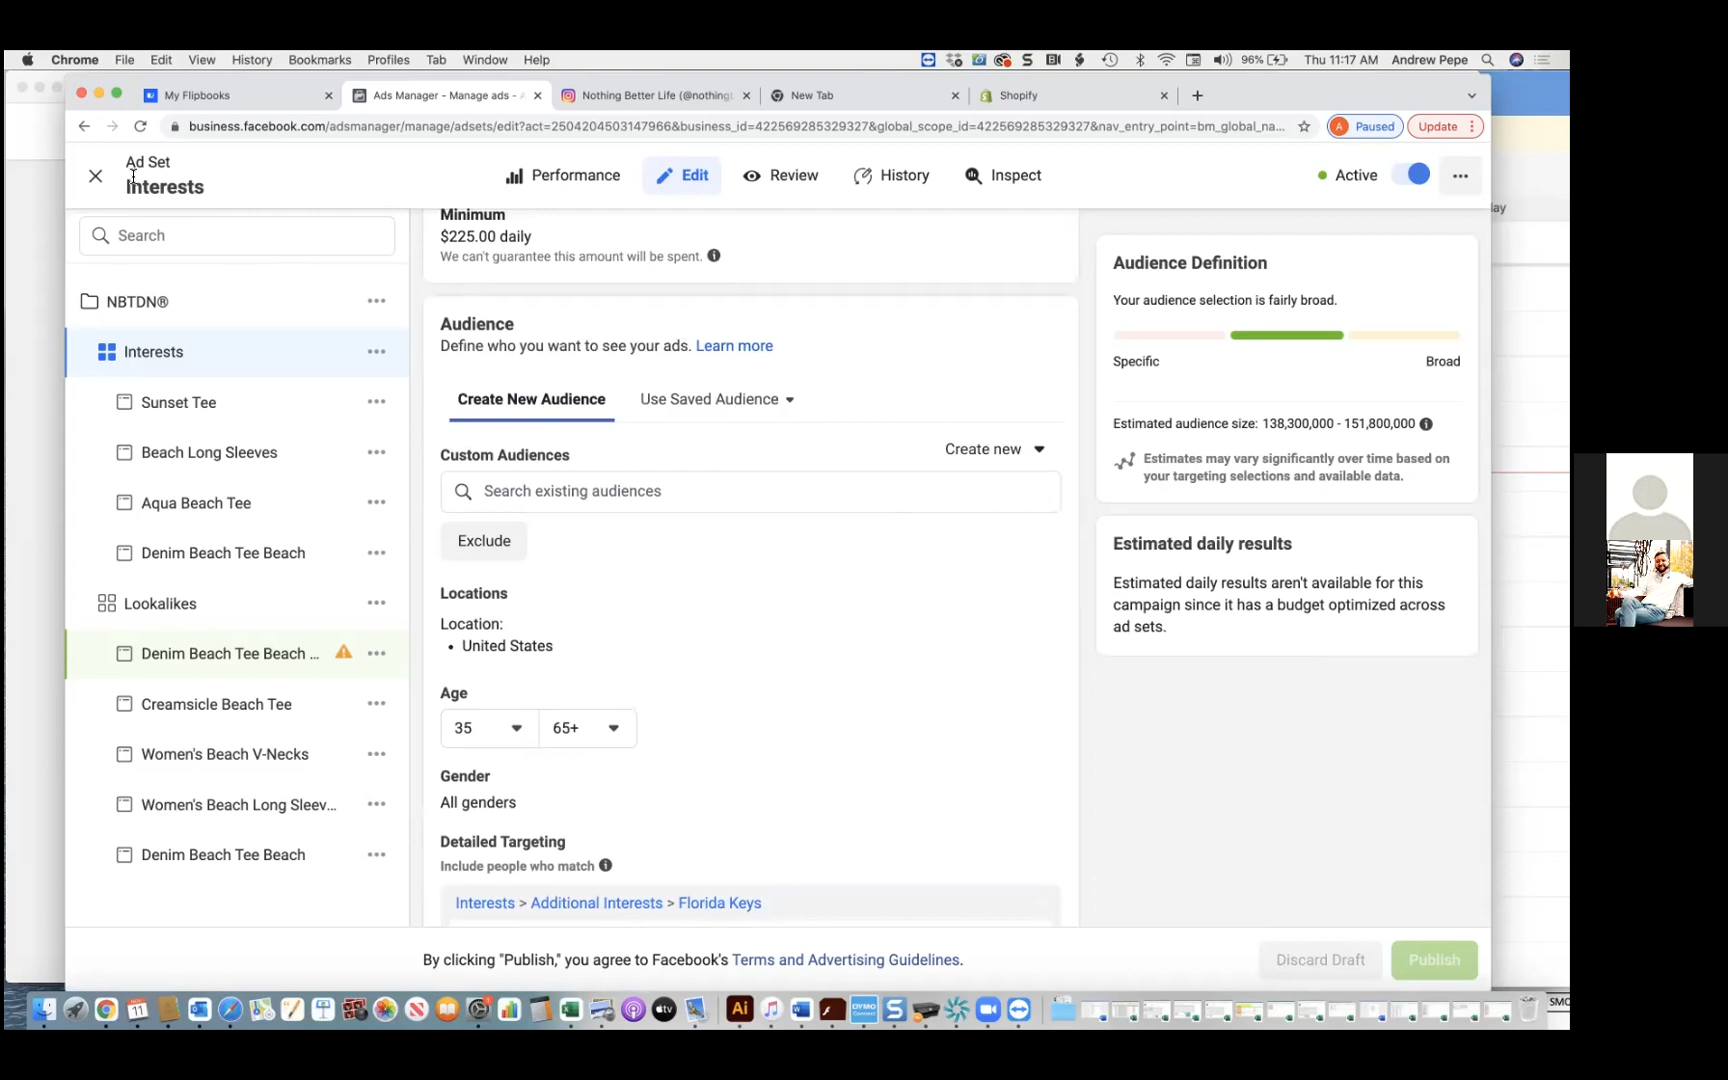 Chrome File Edit View History Bookmarks Profiles Tab Window Help 96% Thu 11:17 AM Andrew Pepe
My Flipbooks Ads Manager - Manage ads - Nothing Better Life (@nothing New Tab Shopify
business.facebook.com/adsmanager/manage/adsets/edit?act=2504204503147966&business_id=422569285329327&global_scope_id=422569285329327&nav_entry_point=bm_global_na... A Paused Update
Ad Set
Interests
Performance Edit Review History Inspect Active
lay
Search
NBTDN®
Interests
Sunset Tee
Beach Long Sleeves
Aqua Beach Tee
Denim Beach Tee Beach
Lookalikes
Denim Beach Tee Beach ...
Creamsicle Beach Tee
Women's Beach V-Necks
Women's Beach Long Sleev...
Denim Beach Tee Beach
Minimum
$225.00 daily
We can't guarantee this amount will be spent.
Audience
Define who you want to see your ads. Learn more
Create New Audience Use Saved Audience
Custom Audiences Create new
Search existing audiences
Exclude
Locations
Location:
• United States
Age
35 65+
Gender
All genders
Detailed Targeting
Include people who match
Interests > Additional Interests > Florida Keys
Audience Definition
Your audience selection is fairly broad.
Specific Broad
Estimated audience size: 138,300,000 - 151,800,000
Estimates may vary significantly over time based on
your targeting selections and available data.
Estimated daily results
Estimated daily results aren't available for this
campaign since it has a budget optimized across
ad sets.
By clicking "Publish," you agree to Facebook's Terms and Advertising Guidelines.
Discard Draft Publish
NOV
11
tv
Ai
DYMO
Connect
S
SMC